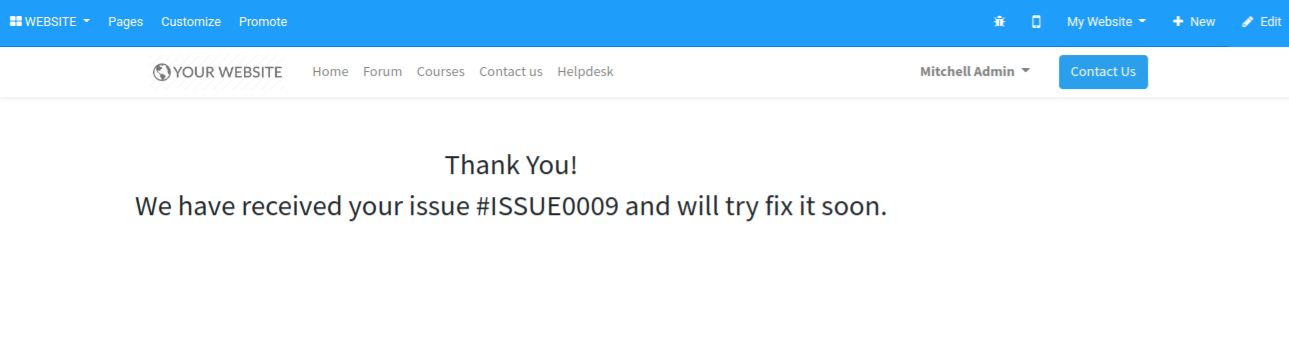 WEBSITE Pages Customize Promote My Website New Edit
YOUR WEBSITE Home Forum Courses Contact us Helpdesk Mitchell Admin Contact Us
Thank You!
We have received your issue #ISSUE0009 and will try fix it soon.